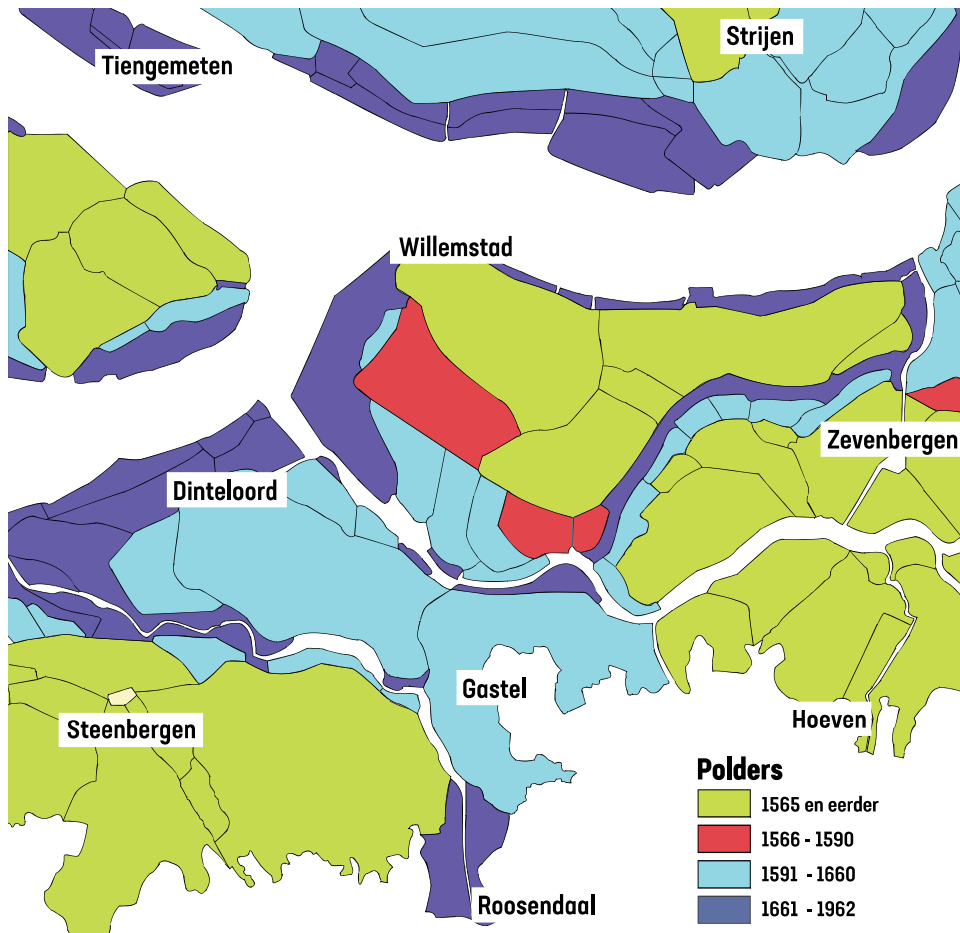 Strijen
Tiengemeten
Willemstad
Zevenbergen
Dinteloord
Gastel
Steenbergen
Hoeven
Roosendaal
Polders
1565 en eerder
1566 - 1590
1591 - 1660
1661 - 1962